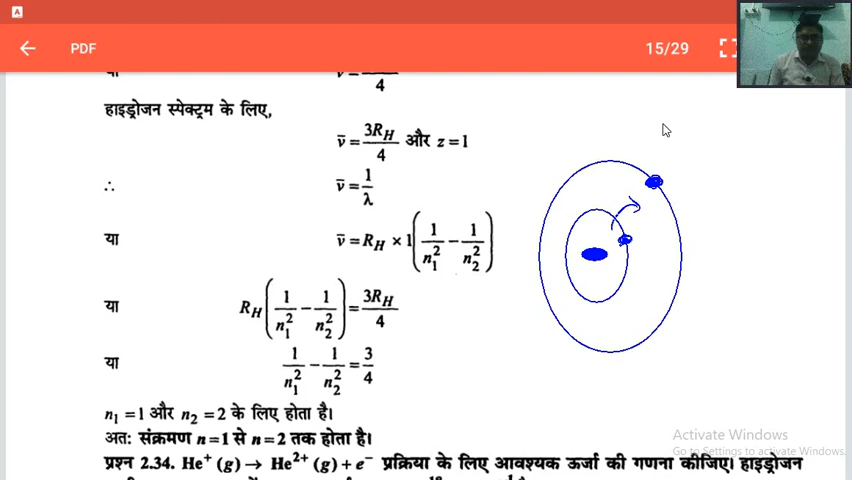 A
PDF
15/29
या
ν̄ =
4
हाइड्रोजन स्पेक्ट्रम के लिए,
ν̄ = 3R_H/4 और z = 1
∴ ν̄ = 1/λ
या ν̄ = R_H × 1(1/n₁² − 1/n₂²)
या R_H(1/n₁² − 1/n₂²) = 3R_H/4
या 1/n₁² − 1/n₂² = 3/4
n₁ = 1 और n₂ = 2 के लिए होता है।
अतः संक्रमण n = 1 से n = 2 तक होता है।
प्रश्न 2.34. He⁺ (g) → He²⁺ (g) + e⁻ प्रक्रिया के लिए आवश्यक ऊर्जा की गणना कीजिए। हाइड्रोजन
Activate Windows
Go to Settings to activate Windows.